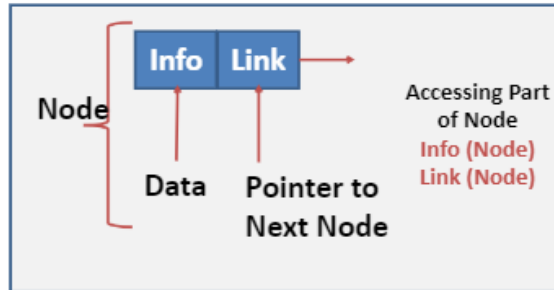 Info Link
Node
Data
Pointer to
Next Node
Accessing Part
of Node
Info (Node)
Link (Node)